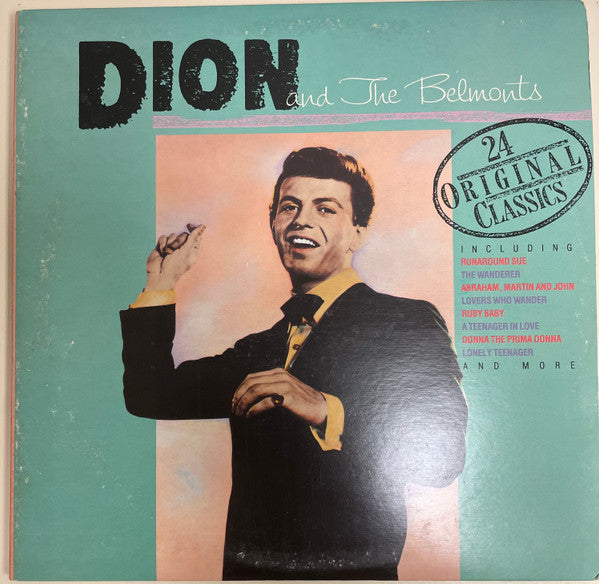 DION
and The Belmonts
24
ORIGINAL
CLASSICS
INCLUDING
RUNAROUND SUE
THE WANDERER
ABRAHAM, MARTIN AND JOHN
LOVERS WHO WANDER
RUBY BABY
A TEENAGER IN LOVE
DONNA THE PRIMA DONNA
LONELY TEENAGER
AND MORE